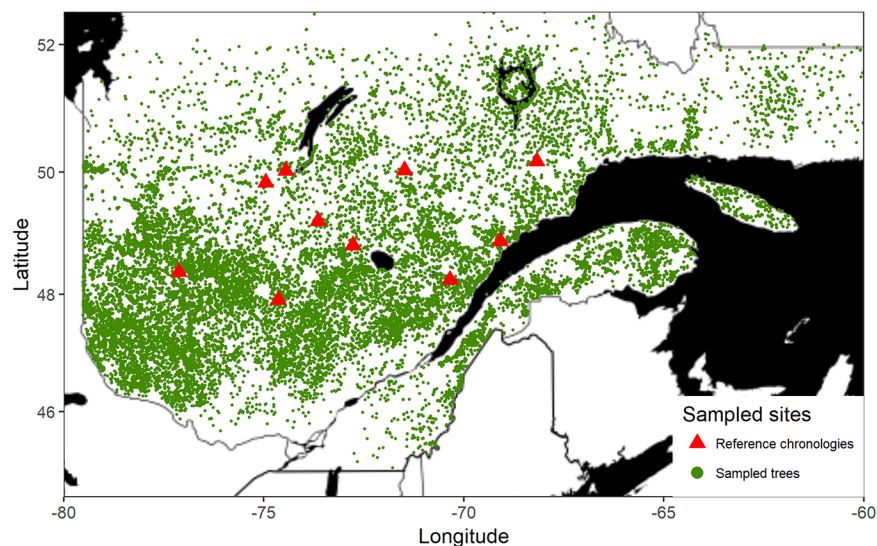 52
50
48
46
Latitude
-80
-75
-70
-65
-60
Longitude
Sampled sites
Reference chronologies
Sampled trees